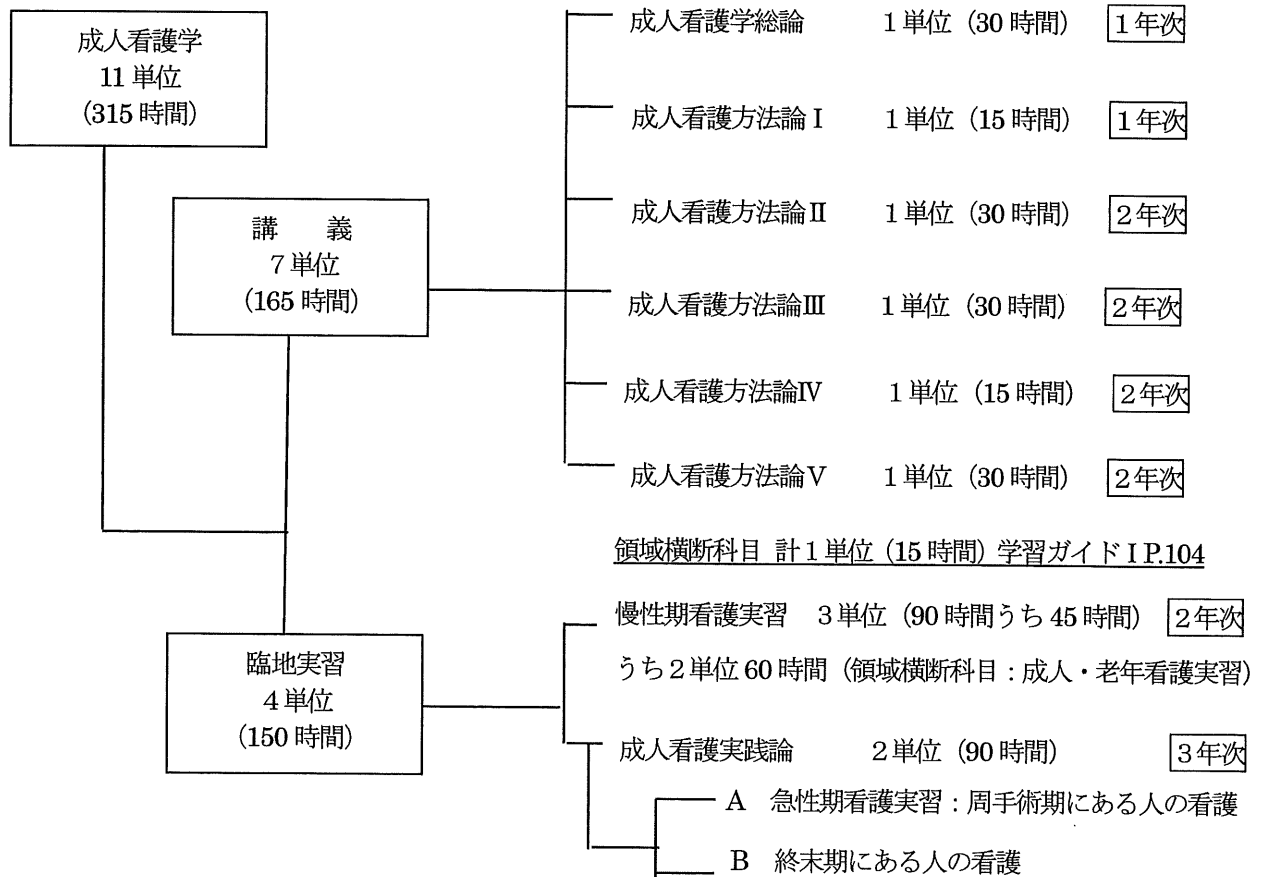 成人看護学
11単位
(315時間)
講　義
7単位
(165時間)
成人看護学総論　1単位（30時間）　1年次
成人看護方法論Ⅰ　1単位（15時間）　1年次
成人看護方法論Ⅱ　1単位（30時間）　2年次
成人看護方法論Ⅲ　1単位（30時間）　2年次
成人看護方法論Ⅳ　1単位（15時間）　2年次
成人看護方法論Ⅴ　1単位（30時間）　2年次
領域横断科目 計1単位（15時間）学習ガイドⅠP.104
臨地実習
4単位
(150時間)
慢性期看護実習　3単位（90時間うち45時間）　2年次
うち2単位60時間（領域横断科目：成人・老年看護実習）
成人看護実践論　2単位（90時間）　3年次
A　急性期看護実習：周手術期にある人の看護
B　終末期にある人の看護